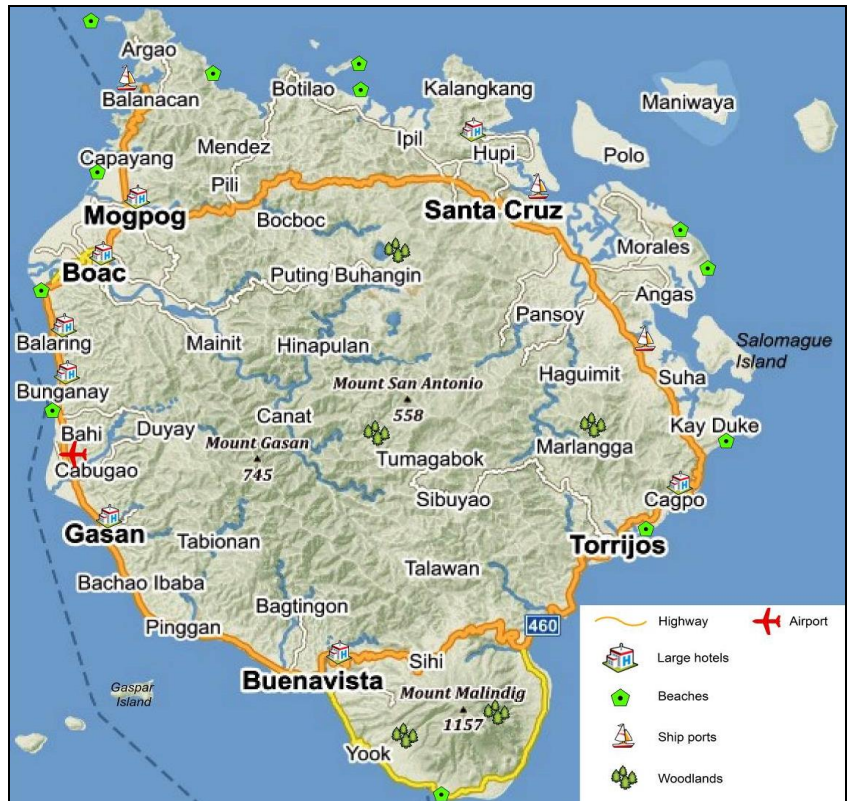 Argao
Balanacan
Botilao
Kalangkang
Maniwaya
Mendez
Ipil
Hupi
Polo
Capayang
Pili
Mogpog
Bocboc
Santa Cruz
Morales
Boac
Puting Buhangin
Angas
Pansoy
Balaring
Mainit
Hinapulan
Salomague
Island
Haguimit
Suha
Mount San Antonio
558
Bunganay
Canat
Duyay
Bahi
Mount Gasan
745
Kay Duke
Marlangga
Tumagabok
Cabugao
Sibuyao
Cagpo
Gasan
Tabionan
Torrijos
Talawan
Bachao Ibaba
Bagtingon
Pinggan
460
Sihi
Buenavista
Gaspar
Island
Mount Malindig
1157
Yook
Highway
Airport
H
Large hotels
Beaches
Ship ports
Woodlands